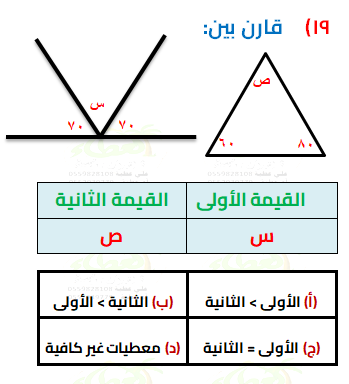 ١٩) قارن بين:
س
٧٠ ٧٠
ص
٦٠ ٨٠
القيمة الأولى القيمة الثانية
س ص
(أ) الأولى > الثانية (ب) الثانية > الأولى
(ج) الأولى = الثانية (د) معطيات غير كافية